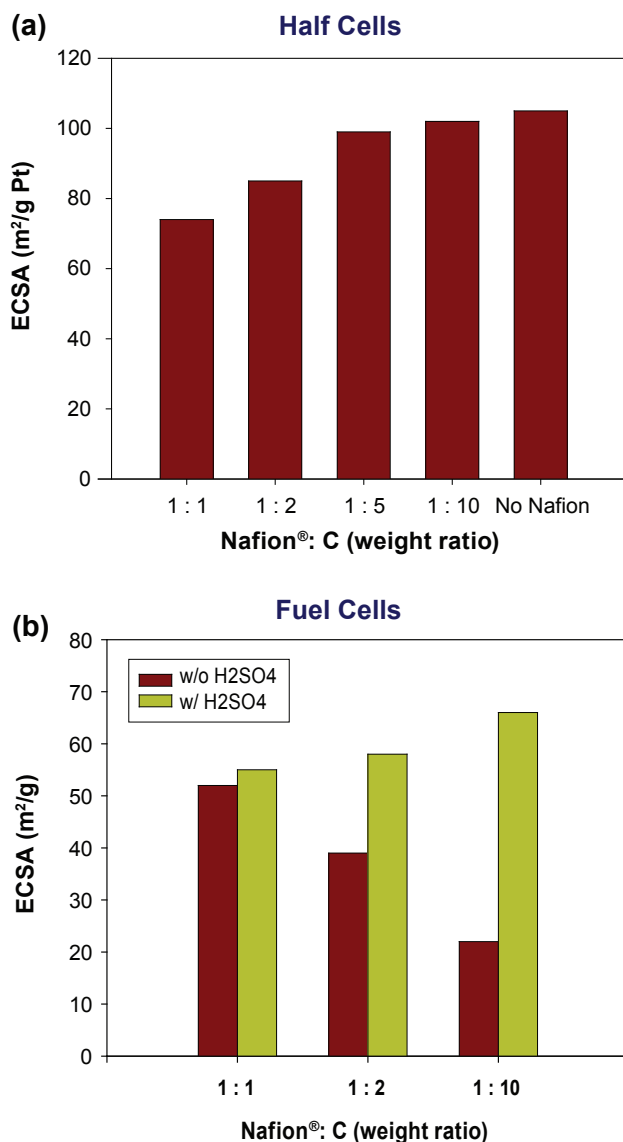 (a)
Half Cells
ECSA (m²/g Pt)
120
100
80
60
40
20
0
1 : 1 1 : 2 1 : 5 1 : 10 No Nafion
Nafion®: C (weight ratio)
(b)
Fuel Cells
ECSA (m²/g)
80
70
60
50
40
30
20
10
0
w/o H2SO4
w/ H2SO4
1 : 1 1 : 2 1 : 10
Nafion®: C (weight ratio)